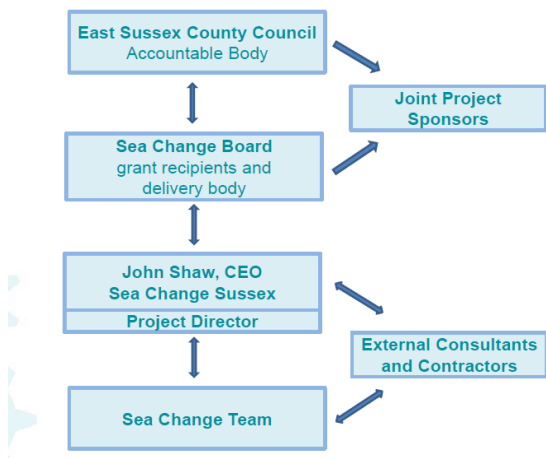 East Sussex County Council
Accountable Body
Joint Project
Sponsors
Sea Change Board
grant recipients and
delivery body
John Shaw, CEO
Sea Change Sussex
Project Director
External Consultants
and Contractors
Sea Change Team